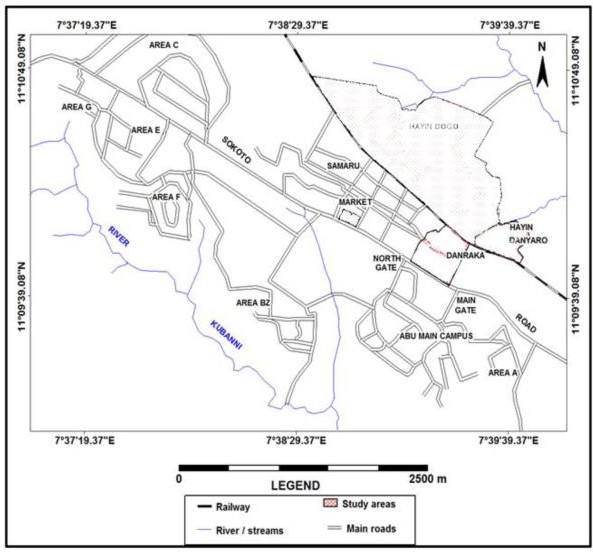 7°37'19.37"E 7°38'29.37"E 7°39'39.37"E
11°10'49.08"N
11°10'49.08"N
N
AREA C
AREA G
AREA E
SOKOTO
HAYIN DOGO
SAMARU
AREA F
MARKET
RIVER
HAYIN
DANYARO
DANRAKA
NORTH
GATE
11°09'39.08"N
11°09'39.08"N
AREA BZ
MAIN
GATE
ROAD
KUBANNI
ABU MAIN CAMPUS
AREA A
7°37'19.37"E 7°38'29.37"E 7°39'39.37"E
0 2500 m
LEGEND
Railway Study areas
River / streams Main roads